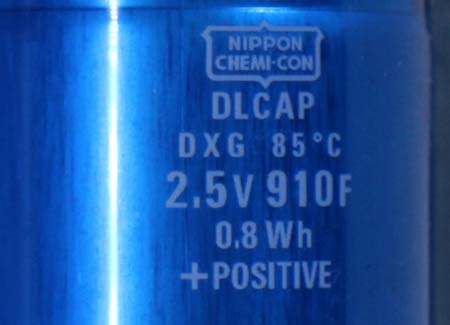 NIPPON
CHEMI-CON
DLCAP
DXG 85°C
2.5V 910F
0.8 Wh
+POSITIVE